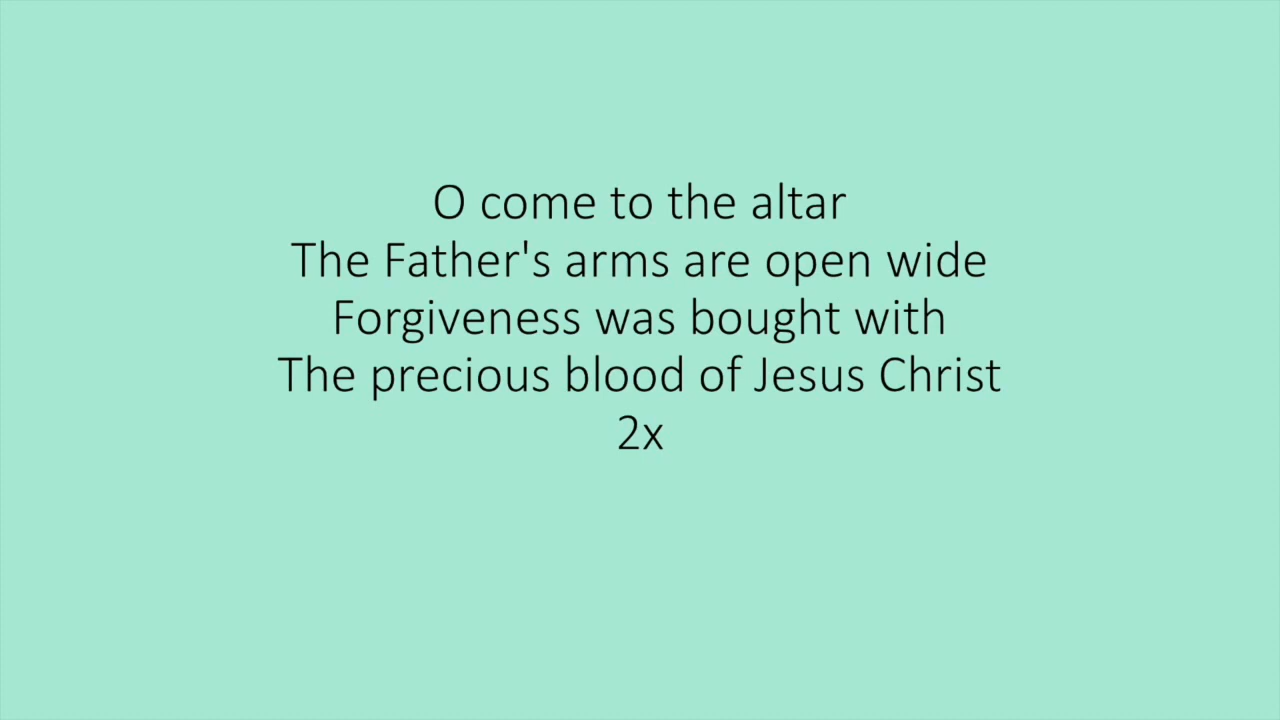 O come to the altar
The Father's arms are open wide
Forgiveness was bought with
The precious blood of Jesus Christ
2x